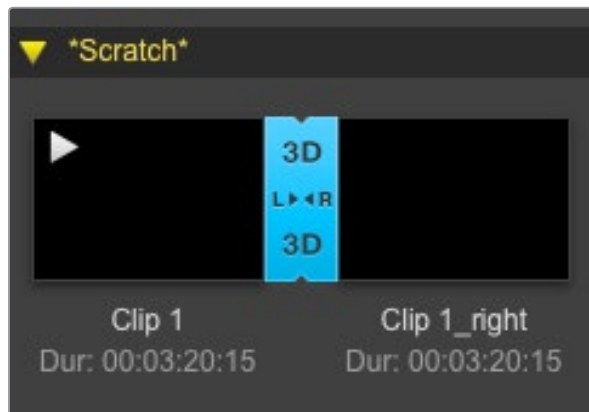 *Scratch*
3D
L R
3D
Clip 1
Clip 1_right
Dur: 00:03:20:15
Dur: 00:03:20:15